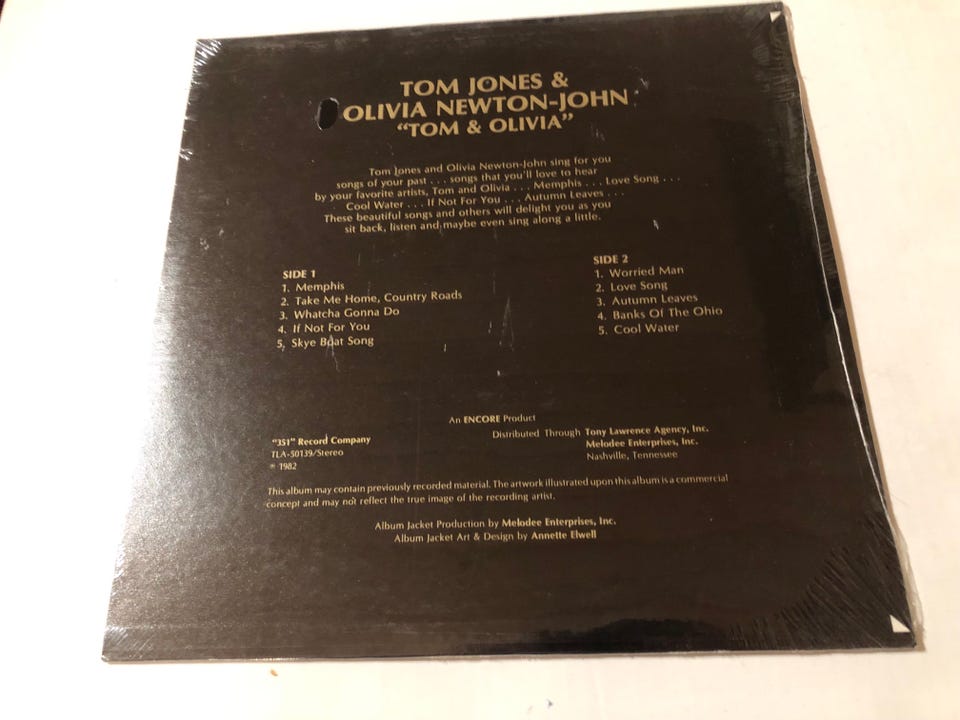 TOM JONES &
OLIVIA NEWTON-JOHN
“TOM & OLIVIA”
Tom Jones and Olivia Newton-John sing for you
songs of your past . . . songs that you'll love to hear
by your favorite artists, Tom and Olivia . . . Memphis . . . Love Song . . .
Cool Water . . . If Not For You . . . Autumn Leaves . . .
These beautiful songs and others will delight you as you
sit back, listen and maybe even sing along a little.
SIDE 1
1. Memphis
2. Take Me Home, Country Roads
3. Whatcha Gonna Do
4. If Not For You
5. Skye Boat Song
SIDE 2
1. Worried Man
2. Love Song
3. Autumn Leaves
4. Banks Of The Ohio
5. Cool Water
An ENCORE Product
Distributed Through Tony Lawrence Agency, Inc.
Melodee Enterprises, Inc.
Nashville, Tennessee
“351” Record Company
TLA-50139/Stereo
℗ 1982
This album may contain previously recorded material. The artwork illustrated upon this album is a commercial
concept and may not reflect the true image of the recording artist.
Album Jacket Production by Melodee Enterprises, Inc.
Album Jacket Art & Design by Annette Elwell